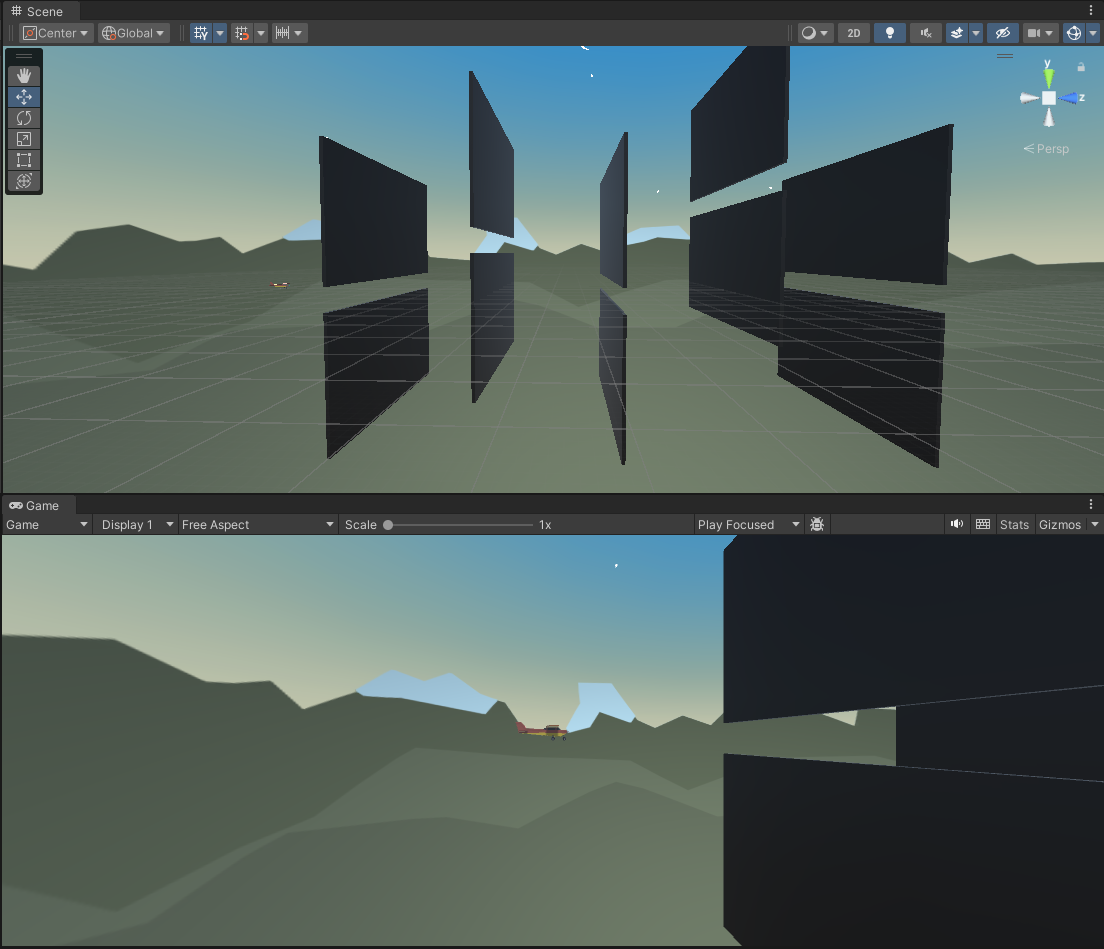 Scene
Center Global 2D
y
z
Persp
Game
Game Display 1 Free Aspect Scale 1x Play Focused Stats Gizmos